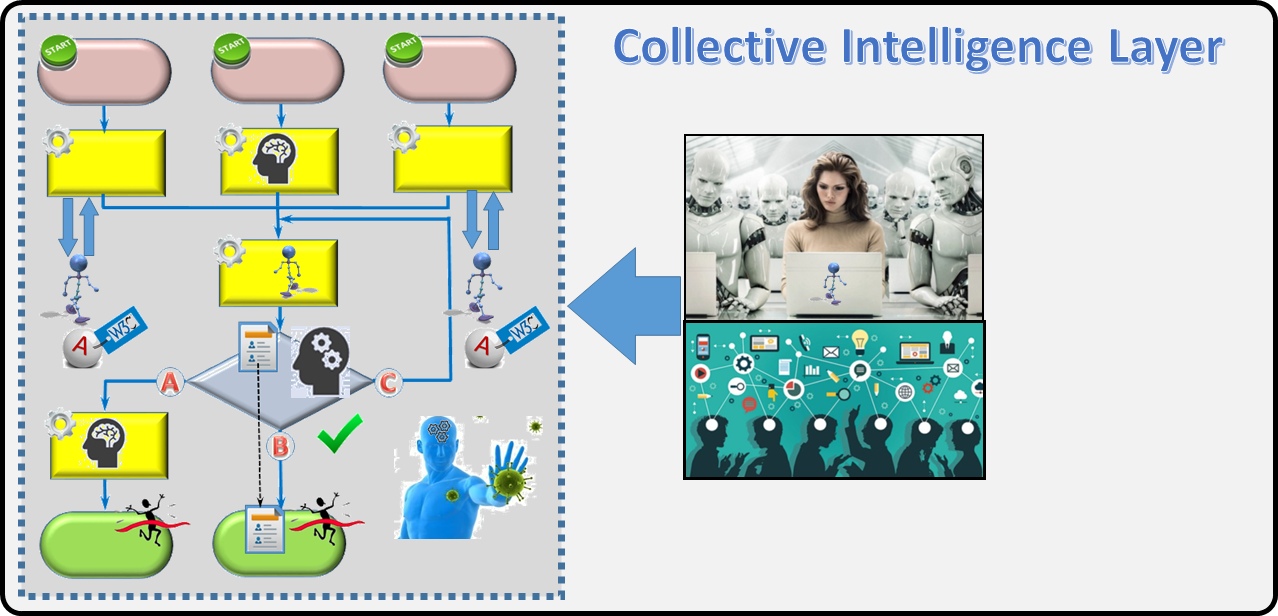 Collective Intelligence Layer
START
START
START
A
W3C
A
W3C
A
C
B